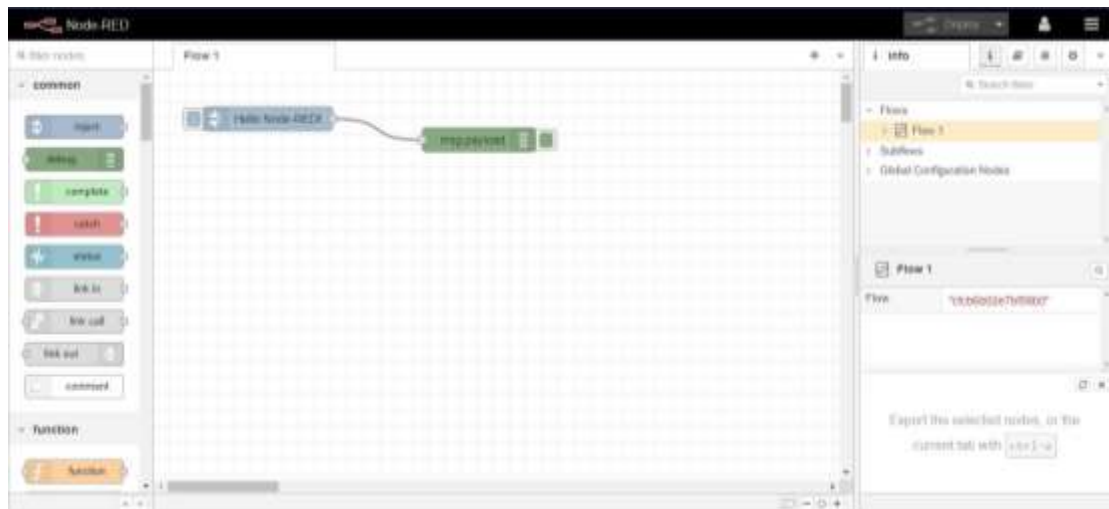 Node-RED
Deploy
filter nodes
Flow 1
common
inject
debug
complete
catch
status
link in
link call
link out
comment
function
function
Hello Node-RED!
msg.payload
i info
Flows
Flow 1
Subflows
Global Configuration Nodes
Flow 1
Flow
Export the selected nodes, or the
current tab with